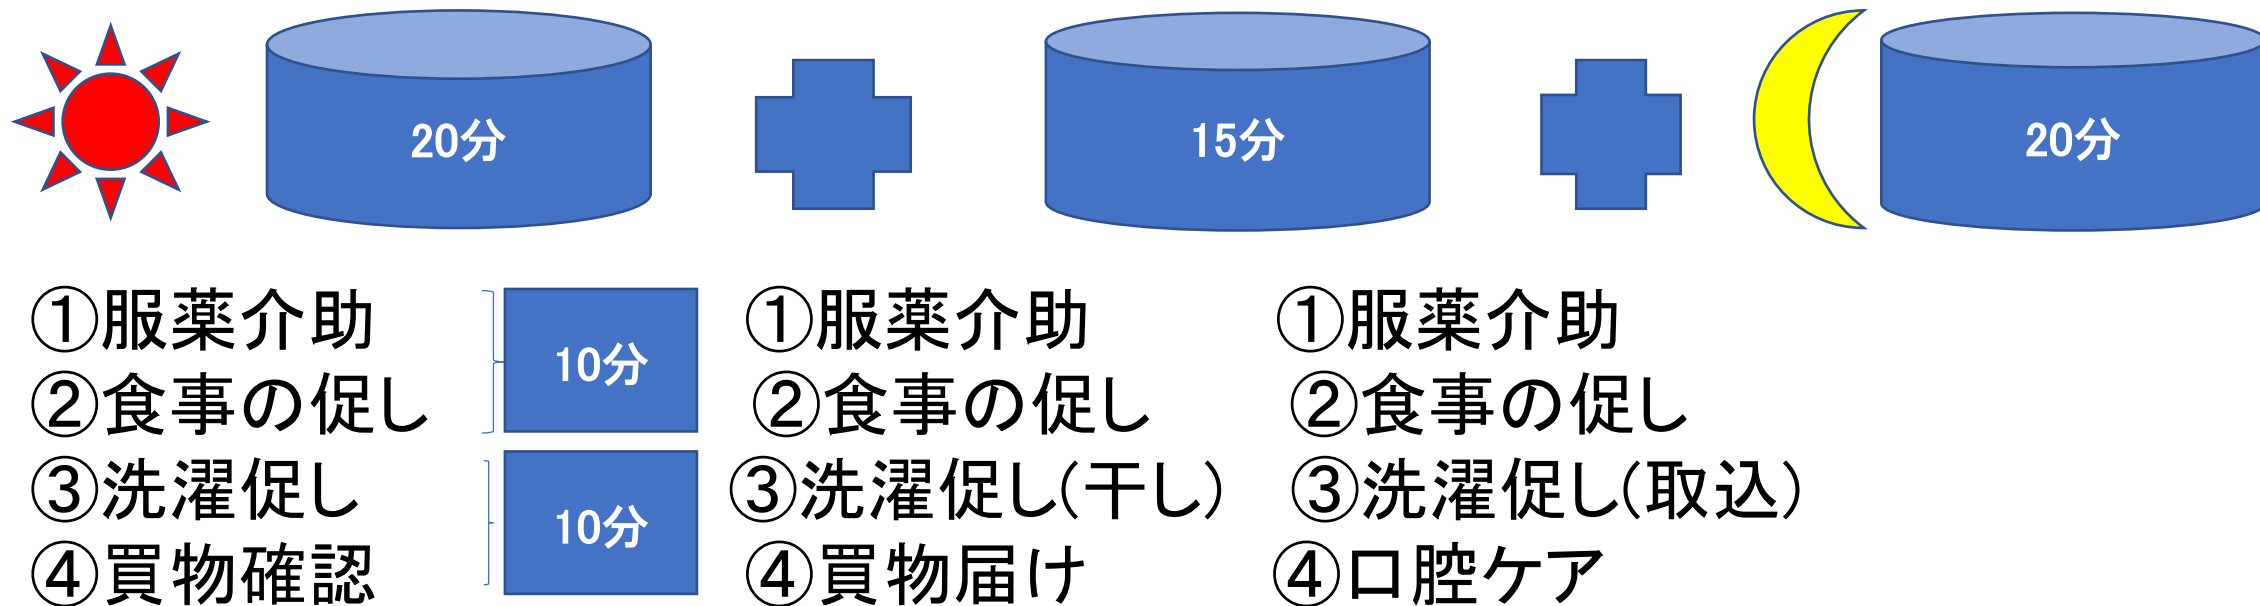 20分
15分
20分
①服薬介助
②食事の促し
③洗濯促し
④買物確認
10分
10分
①服薬介助
②食事の促し
③洗濯促し(干し)
④買物届け
①服薬介助
②食事の促し
③洗濯促し(取込)
④口腔ケア